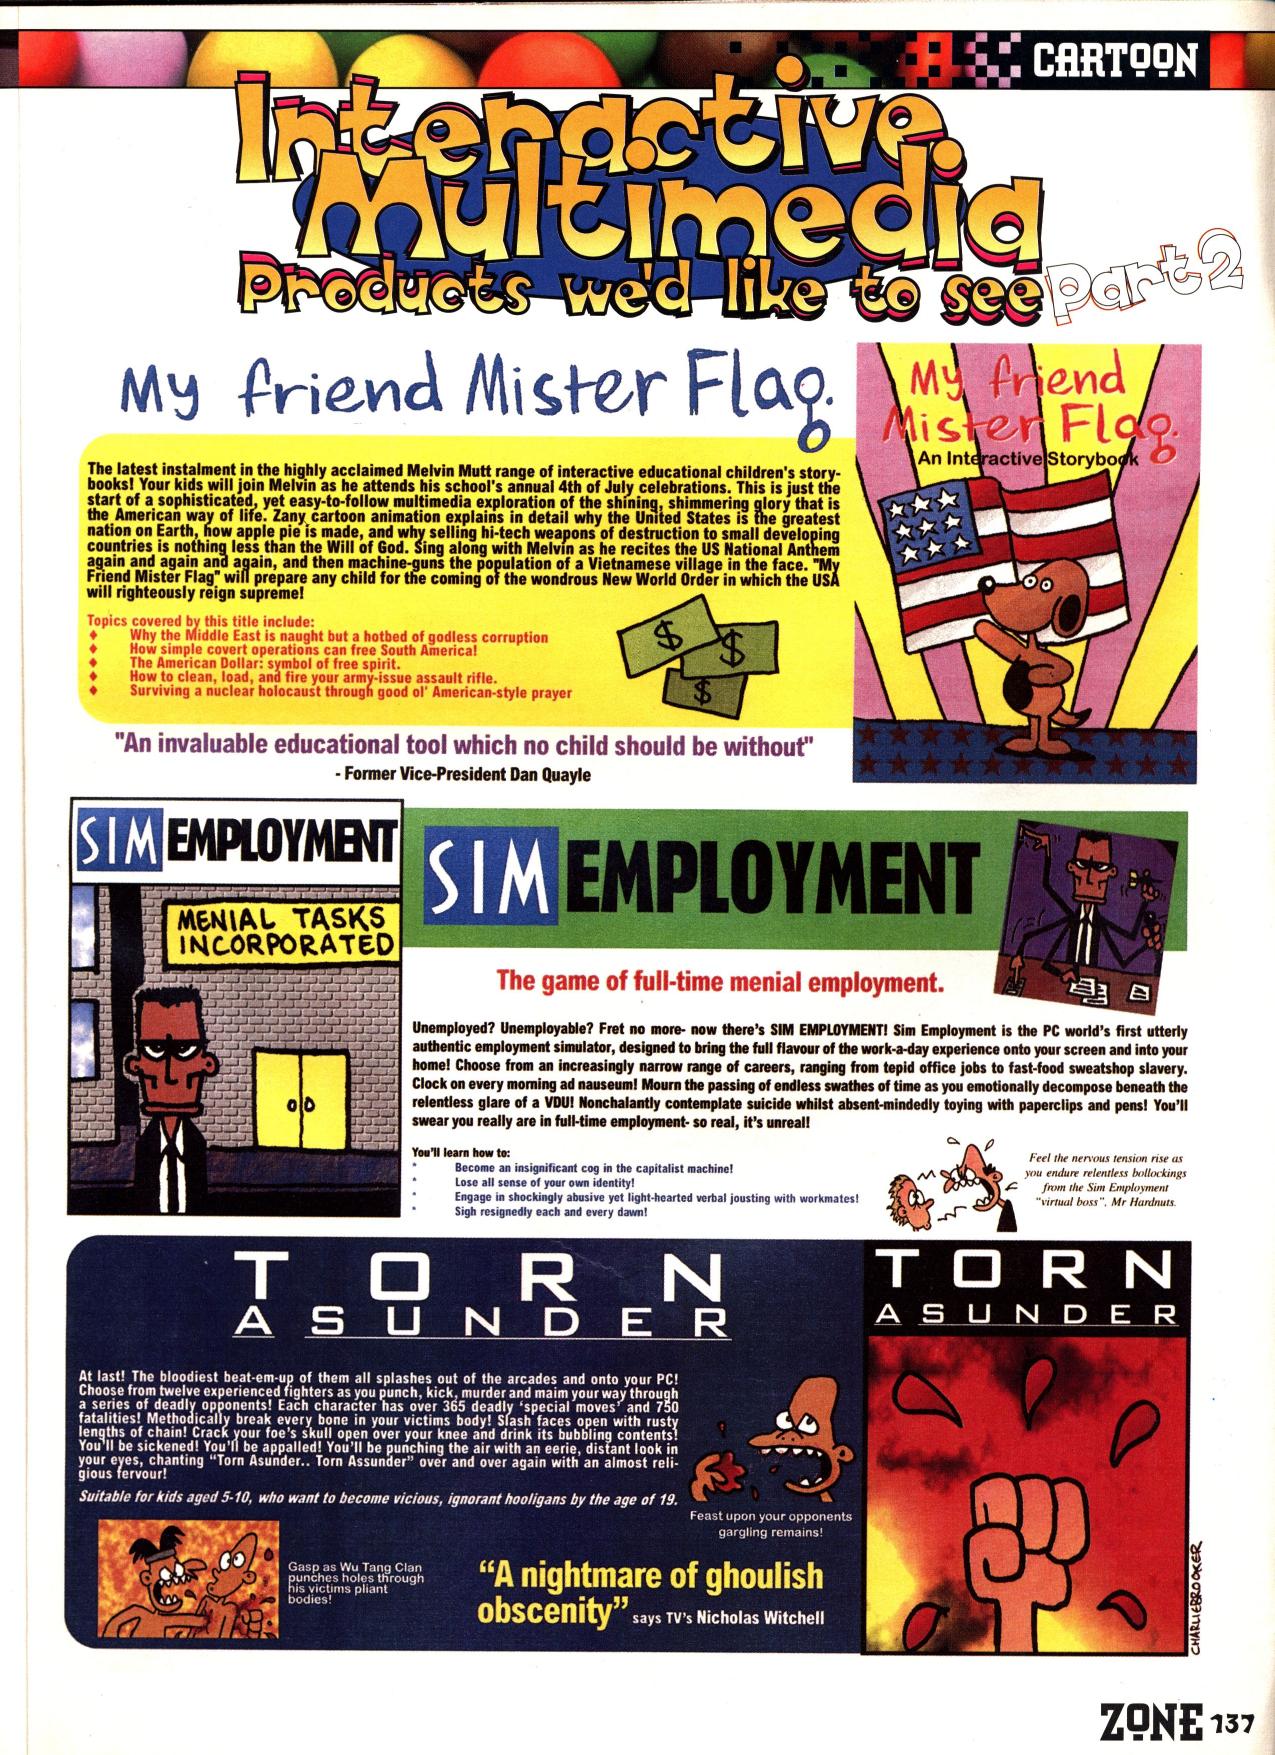 CARTOON
Interactive
Multimedia
Products we'd like to see Part 2
My friend Mister Flag.
The latest instalment in the highly acclaimed Melvin Mutt range of interactive educational children's story-
books! Your kids will join Melvin as he attends his school's annual 4th of July celebrations. This is just the
start of a sophisticated, yet easy-to-follow multimedia exploration of the shining, shimmering glory that is
the American way of life. Zany cartoon animation explains in detail why the United States is the greatest
nation on Earth, how apple pie is made, and why selling hi-tech weapons of destruction to small developing
countries is nothing less than the Will of God. Sing along with Melvin as he recites the US National Anthem
again and again and again, and then machine-guns the population of a Vietnamese village in the face. "My
Friend Mister Flag" will prepare any child for the coming of the wondrous New World Order in which the USA
will righteously reign supreme!
Topics covered by this title include:
♦ Why the Middle East is naught but a hotbed of godless corruption
♦ How simple covert operations can free South America!
♦ The American Dollar: symbol of free spirit.
♦ How to clean, load, and fire your army-issue assault rifle.
♦ Surviving a nuclear holocaust through good ol' American-style prayer
$
$
$
"An invaluable educational tool which no child should be without"
- Former Vice-President Dan Quayle
My friend
Mister Flag.
An Interactive Storybook
SIM EMPLOYMENT
MENIAL TASKS
INCORPORATED
SIM EMPLOYMENT
The game of full-time menial employment.
Unemployed? Unemployable? Fret no more- now there's SIM EMPLOYMENT! Sim Employment is the PC world's first utterly
authentic employment simulator, designed to bring the full flavour of the work-a-day experience onto your screen and into your
home! Choose from an increasingly narrow range of careers, ranging from tepid office jobs to fast-food sweatshop slavery.
Clock on every morning ad nauseum! Mourn the passing of endless swathes of time as you emotionally decompose beneath the
relentless glare of a VDU! Nonchalantly contemplate suicide whilst absent-mindedly toying with paperclips and pens! You'll
swear you really are in full-time employment- so real, it's unreal!
You'll learn how to:
* Become an insignificant cog in the capitalist machine!
* Lose all sense of your own identity!
* Engage in shockingly abusive yet light-hearted verbal jousting with workmates!
* Sigh resignedly each and every dawn!
Feel the nervous tension rise as
you endure relentless bollockings
from the Sim Employment
"virtual boss", Mr Hardnuts.
TORN
ASUNDER
At last! The bloodiest beat-em-up of them all splashes out of the arcades and onto your PC!
Choose from twelve experienced fighters as you punch, kick, murder and maim your way through
a series of deadly opponents! Each character has over 365 deadly 'special moves' and 750
fatalities! Methodically break every bone in your victims body! Slash faces open with rusty
lengths of chain! Crack your foe's skull open over your knee and drink its bubbling contents!
You'll be sickened! You'll be appalled! You'll be punching the air with an eerie, distant look in
your eyes, chanting "Torn Asunder.. Torn Assunder" over and over again with an almost reli-
gious fervour!
Suitable for kids aged 5-10, who want to become vicious, ignorant hooligans by the age of 19.
Feast upon your opponents
gargling remains!
Gasp as Wu Tang Clan
punches holes through
his victims pliant
bodies!
"A nightmare of ghoulish
obscenity" says TV's Nicholas Witchell
TORN
ASUNDER
CHARLIEBROOKER
ZONE 137